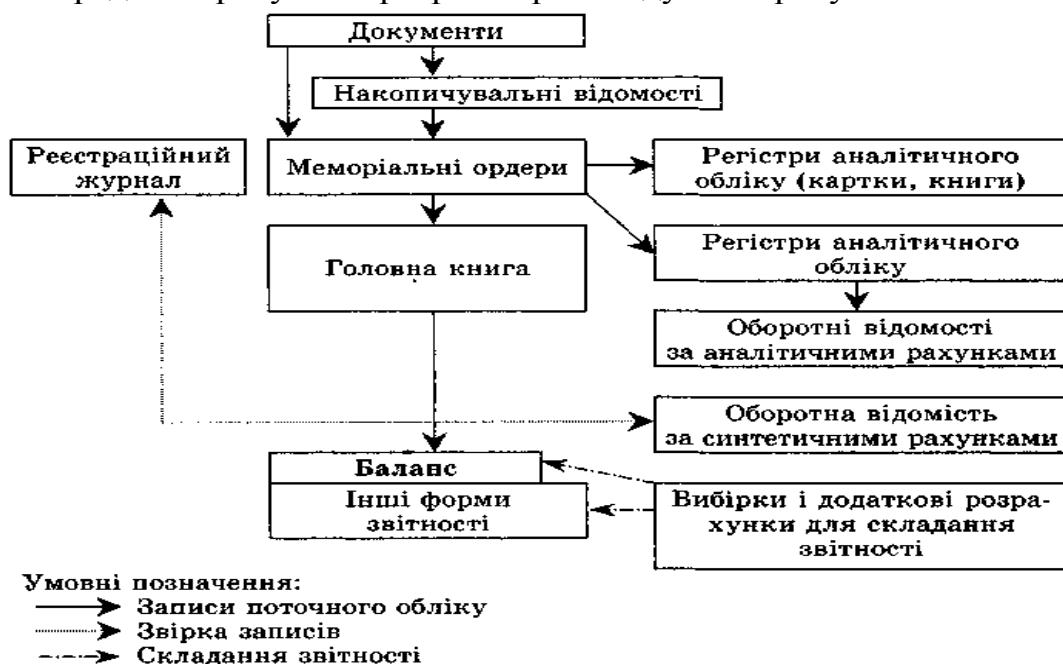 Документи
Накопичувальні відомості
Реєстраційний
журнал
Меморіальні ордери
Регістри аналітичного
обліку (картки, книги)
Головна книга
Регістри аналітичного
обліку
Оборотні відомості
за аналітичними рахунками
Оборотна відомість
за синтетичними рахунками
Баланс
Інші форми
звітності
Вибірки і додаткові розра-
хунки для складання
звітності
Умовні позначення:
Записи поточного обліку
Звірка записів
Складання звітності